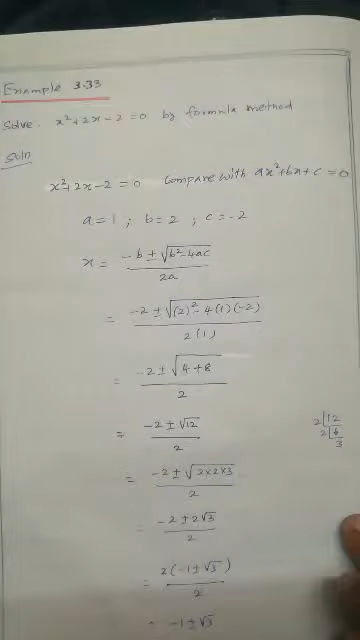 Example 3.33
Solve. x²+2x-2=0 by formula method
Soln
x²+2x-2=0 Compare with ax²+bx+c=0
a=1 ; b=2 ; c=-2
x = (-b ± √(b²-4ac))/2a
= (-2 ± √((2)²-4(1)(-2)))/2(1)
= (-2 ± √(4+8))/2
= (-2 ± √12)/2
2|12
2|6
3
= (-2 ± √(2×2×3))/2
= (-2 ± 2√3)/2
= 2(-1±√3)/2
= -1±√3